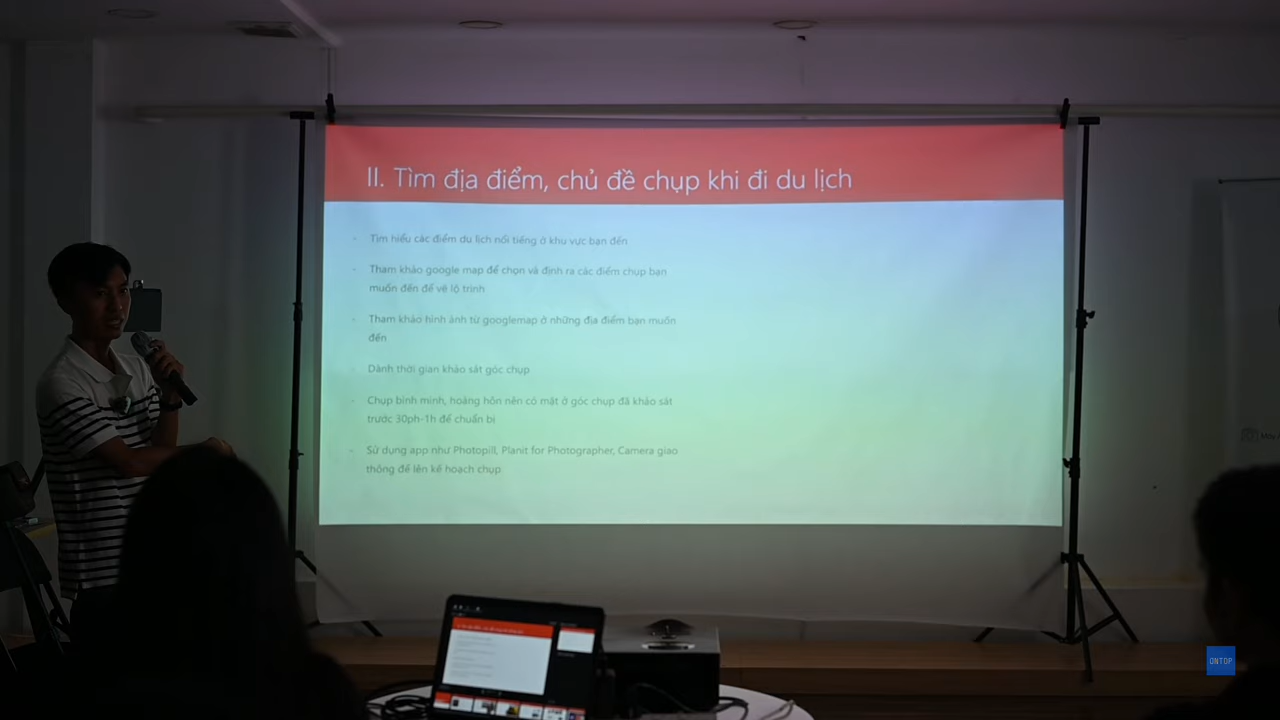 II. Tìm địa điểm, chủ đề chụp khi đi du lịch
- Tìm hiểu các điểm du lịch nổi tiếng ở khu vực bạn đến
- Tham khảo google map để chọn và định ra các điểm chụp bạn
muốn đến để vẽ lộ trình
- Tham khảo hình ảnh từ googlemap ở những địa điểm bạn muốn
đến
Dành thời gian khảo sát góc chụp
- Chụp bình minh, hoàng hôn nên có mặt ở góc chụp đã khảo sát
trước 30ph-1h để chuẩn bị
- Sử dụng app như Photopill, Planit for Photographer, Camera giao
thông để lên kế hoạch chụp
ONTOP